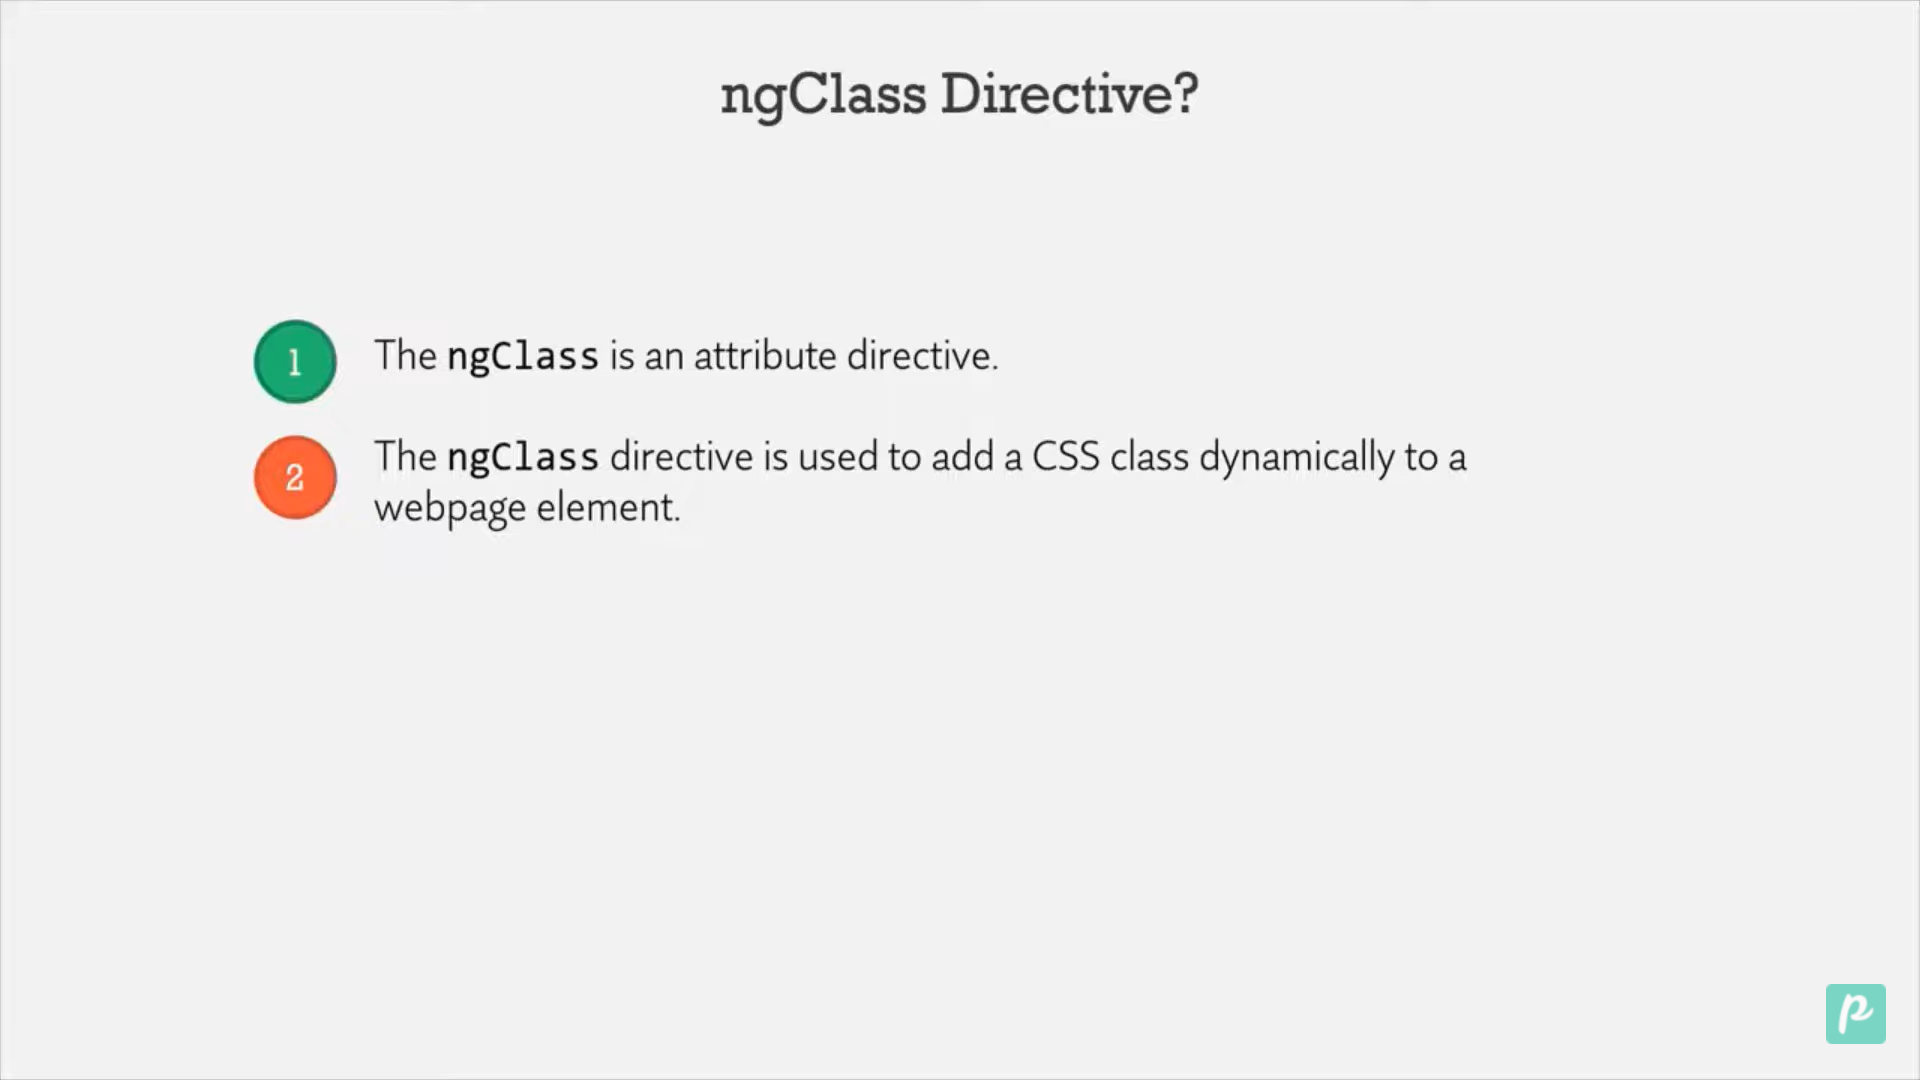 ngClass Directive?
1 The ngClass is an attribute directive.
2 The ngClass directive is used to add a CSS class dynamically to a
webpage element.
p